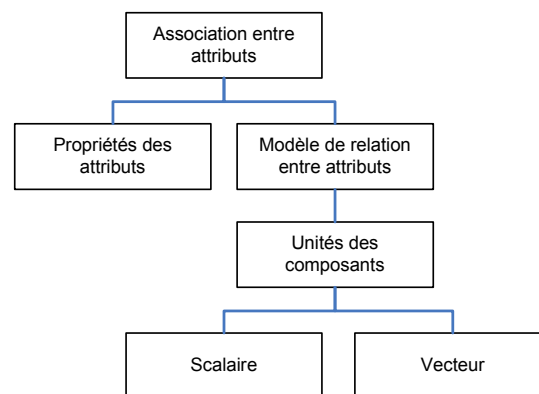 Association entre
attributs
Propriétés des
attributs
Modèle de relation
entre attributs
Unités des
composants
Scalaire
Vecteur